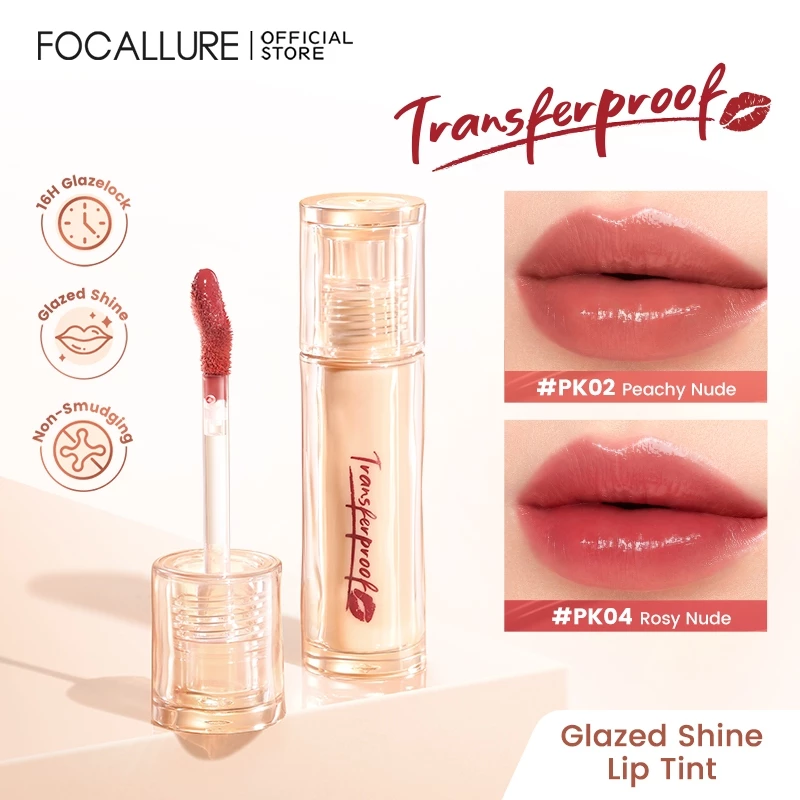 FOCALLURE | OFFICIAL STORE
Transferproof
16H Glazelock
Glazed Shine
Non-Smudging
Transferproof
#PK02 Peachy Nude
#PK04 Rosy Nude
Glazed Shine
Lip Tint